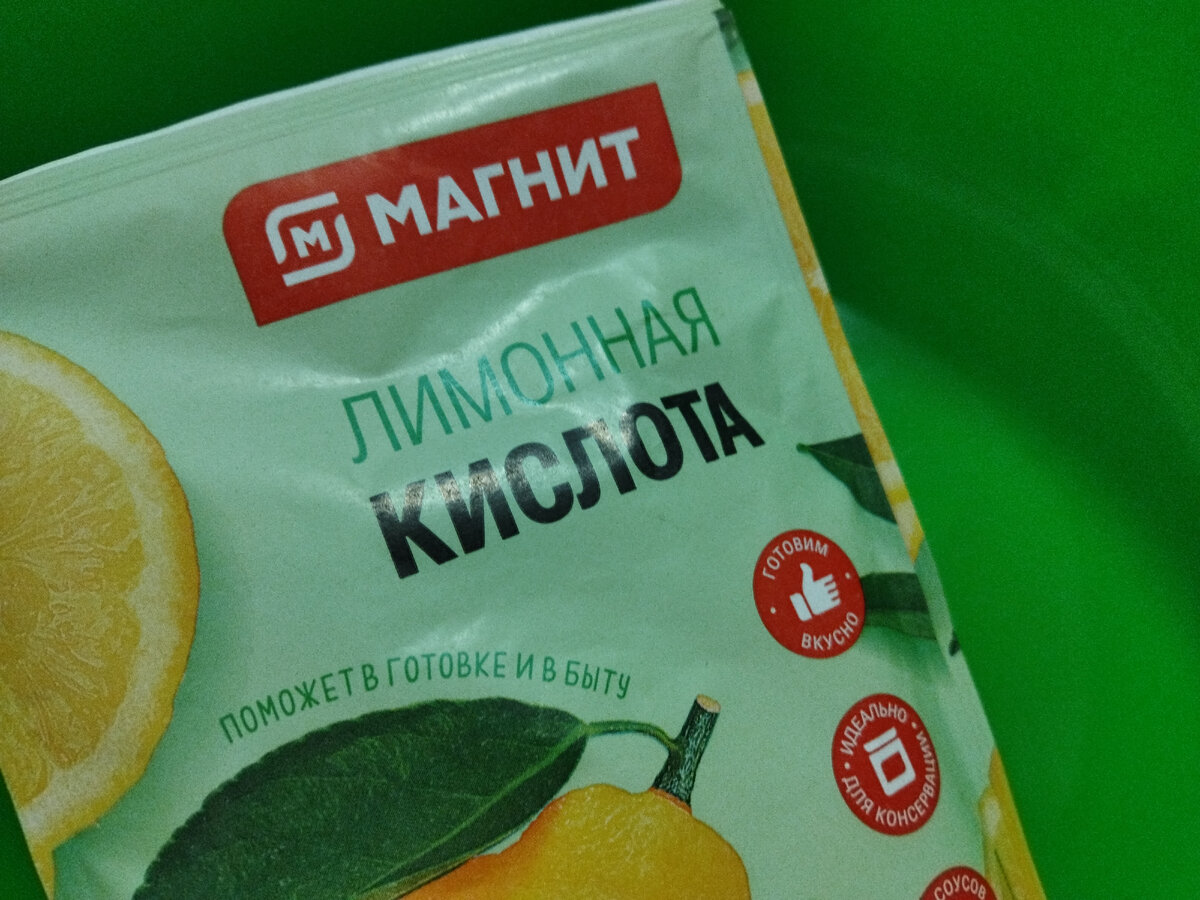 МАГНИТ
ЛИМОННАЯ
КИСЛОТА
ГОТОВИМ
ВКУСНО
ПОМОЖЕТ В ГОТОВКЕ И В БЫТУ
ИДЕАЛЬНО
ДЛЯ КОНСЕРВАЦИИ
СОУСОВ